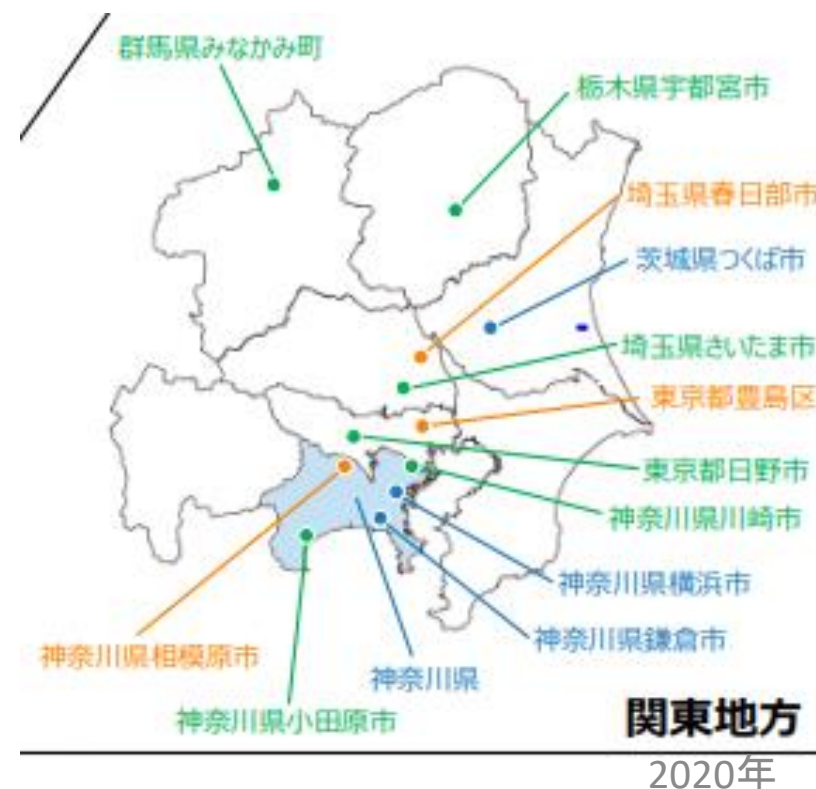 群馬県みなかみ町
栃木県宇都宮市
埼玉県春日部市
茨城県つくば市
埼玉県さいたま市
東京都豊島区
東京都日野市
神奈川県川崎市
神奈川県横浜市
神奈川県鎌倉市
神奈川県相模原市
神奈川県
神奈川県小田原市
関東地方
2020年